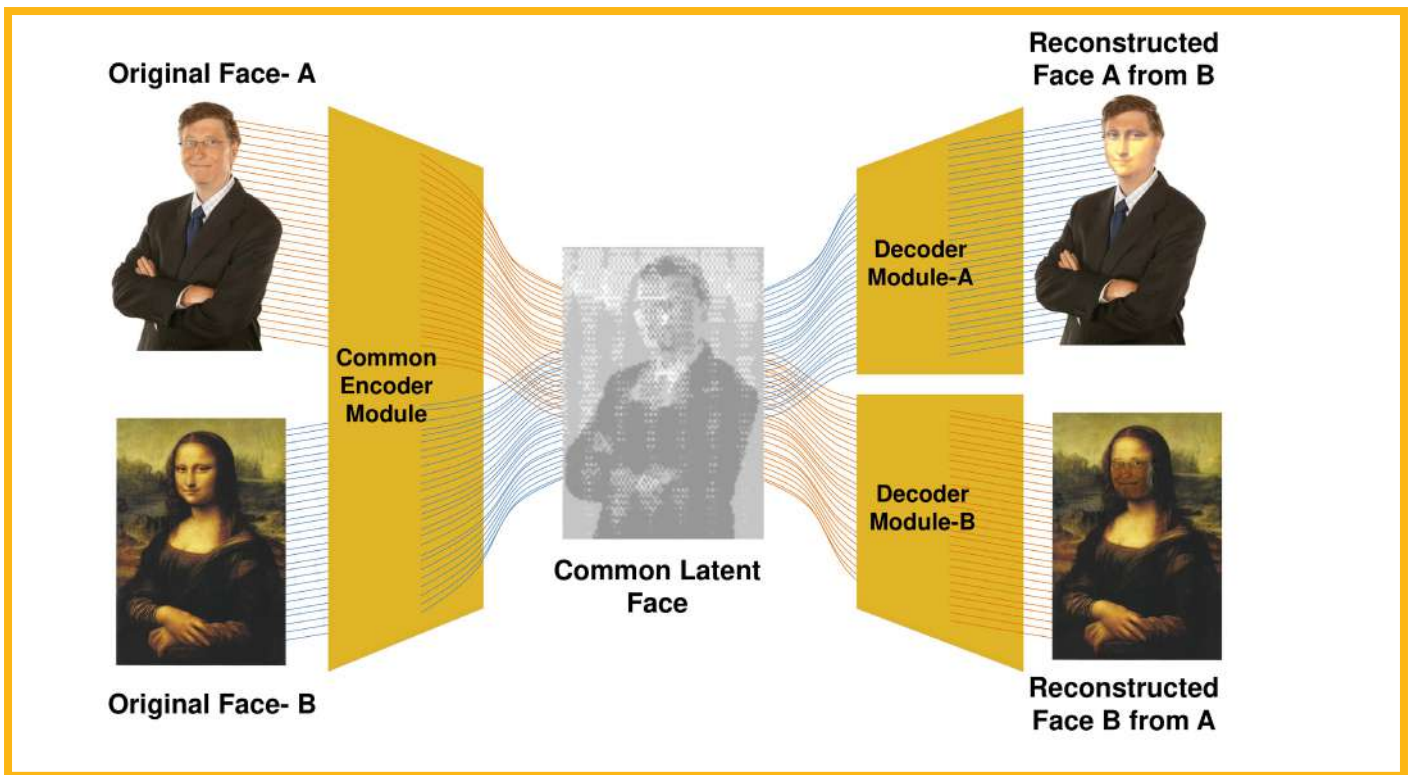 Original Face- A
Reconstructed
Face A from B
Decoder
Module-A
Common
Encoder
Module
Decoder
Module-B
Common Latent
Face
Original Face- B
Reconstructed
Face B from A